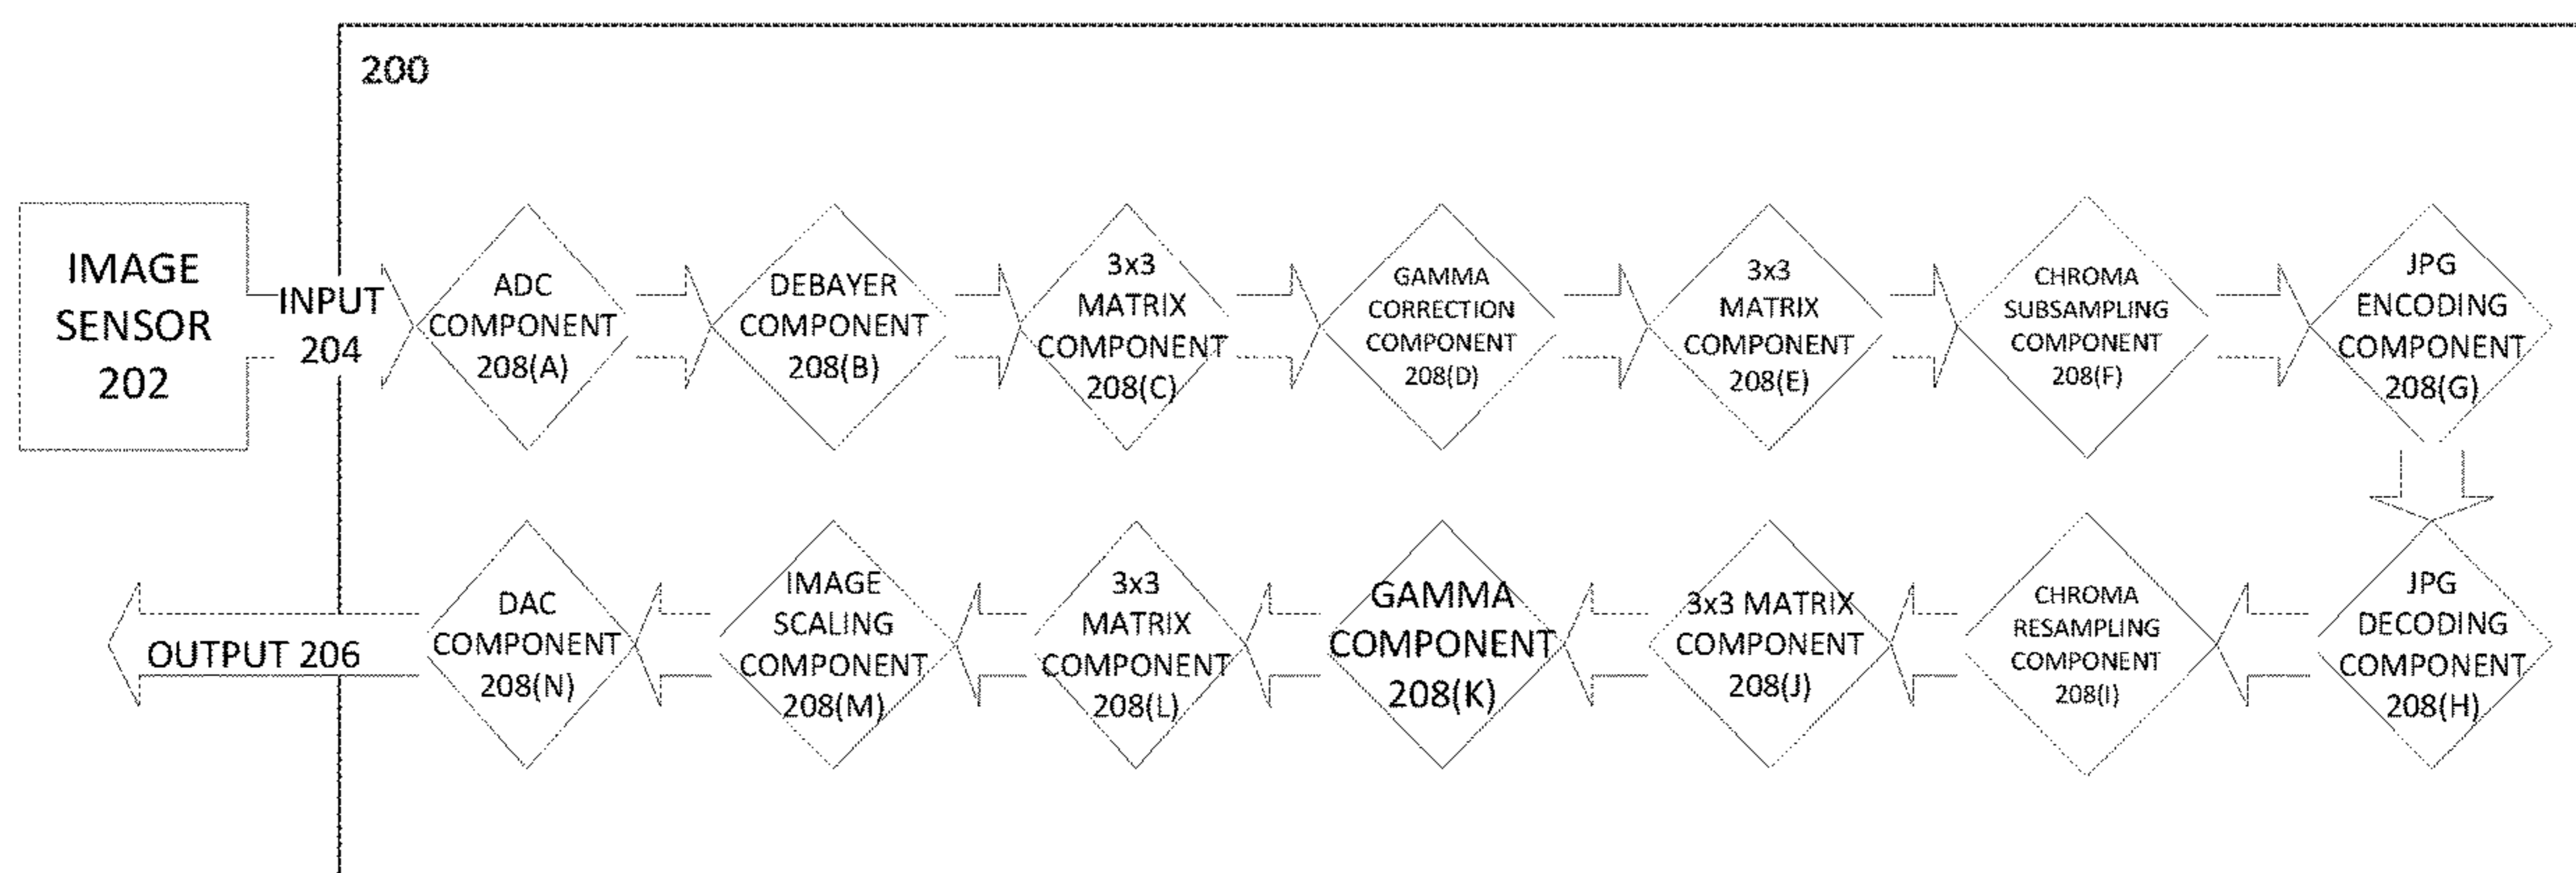 200
IMAGE
SENSOR
202
INPUT
204
ADC
COMPONENT
208(A)
DEBAYER
COMPONENT
208(B)
3x3
MATRIX
COMPONENT
208(C)
GAMMA
CORRECTION
COMPONENT
208(D)
3x3
MATRIX
COMPONENT
208(E)
CHROMA
SUBSAMPLING
COMPONENT
208(F)
JPG
ENCODING
COMPONENT
208(G)
JPG
DECODING
COMPONENT
208(H)
CHROMA
RESAMPLING
COMPONENT
208(I)
3x3 MATRIX
COMPONENT
208(J)
GAMMA
COMPONENT
208(K)
3x3
MATRIX
COMPONENT
208(L)
IMAGE
SCALING
COMPONENT
208(M)
DAC
COMPONENT
208(N)
OUTPUT 206